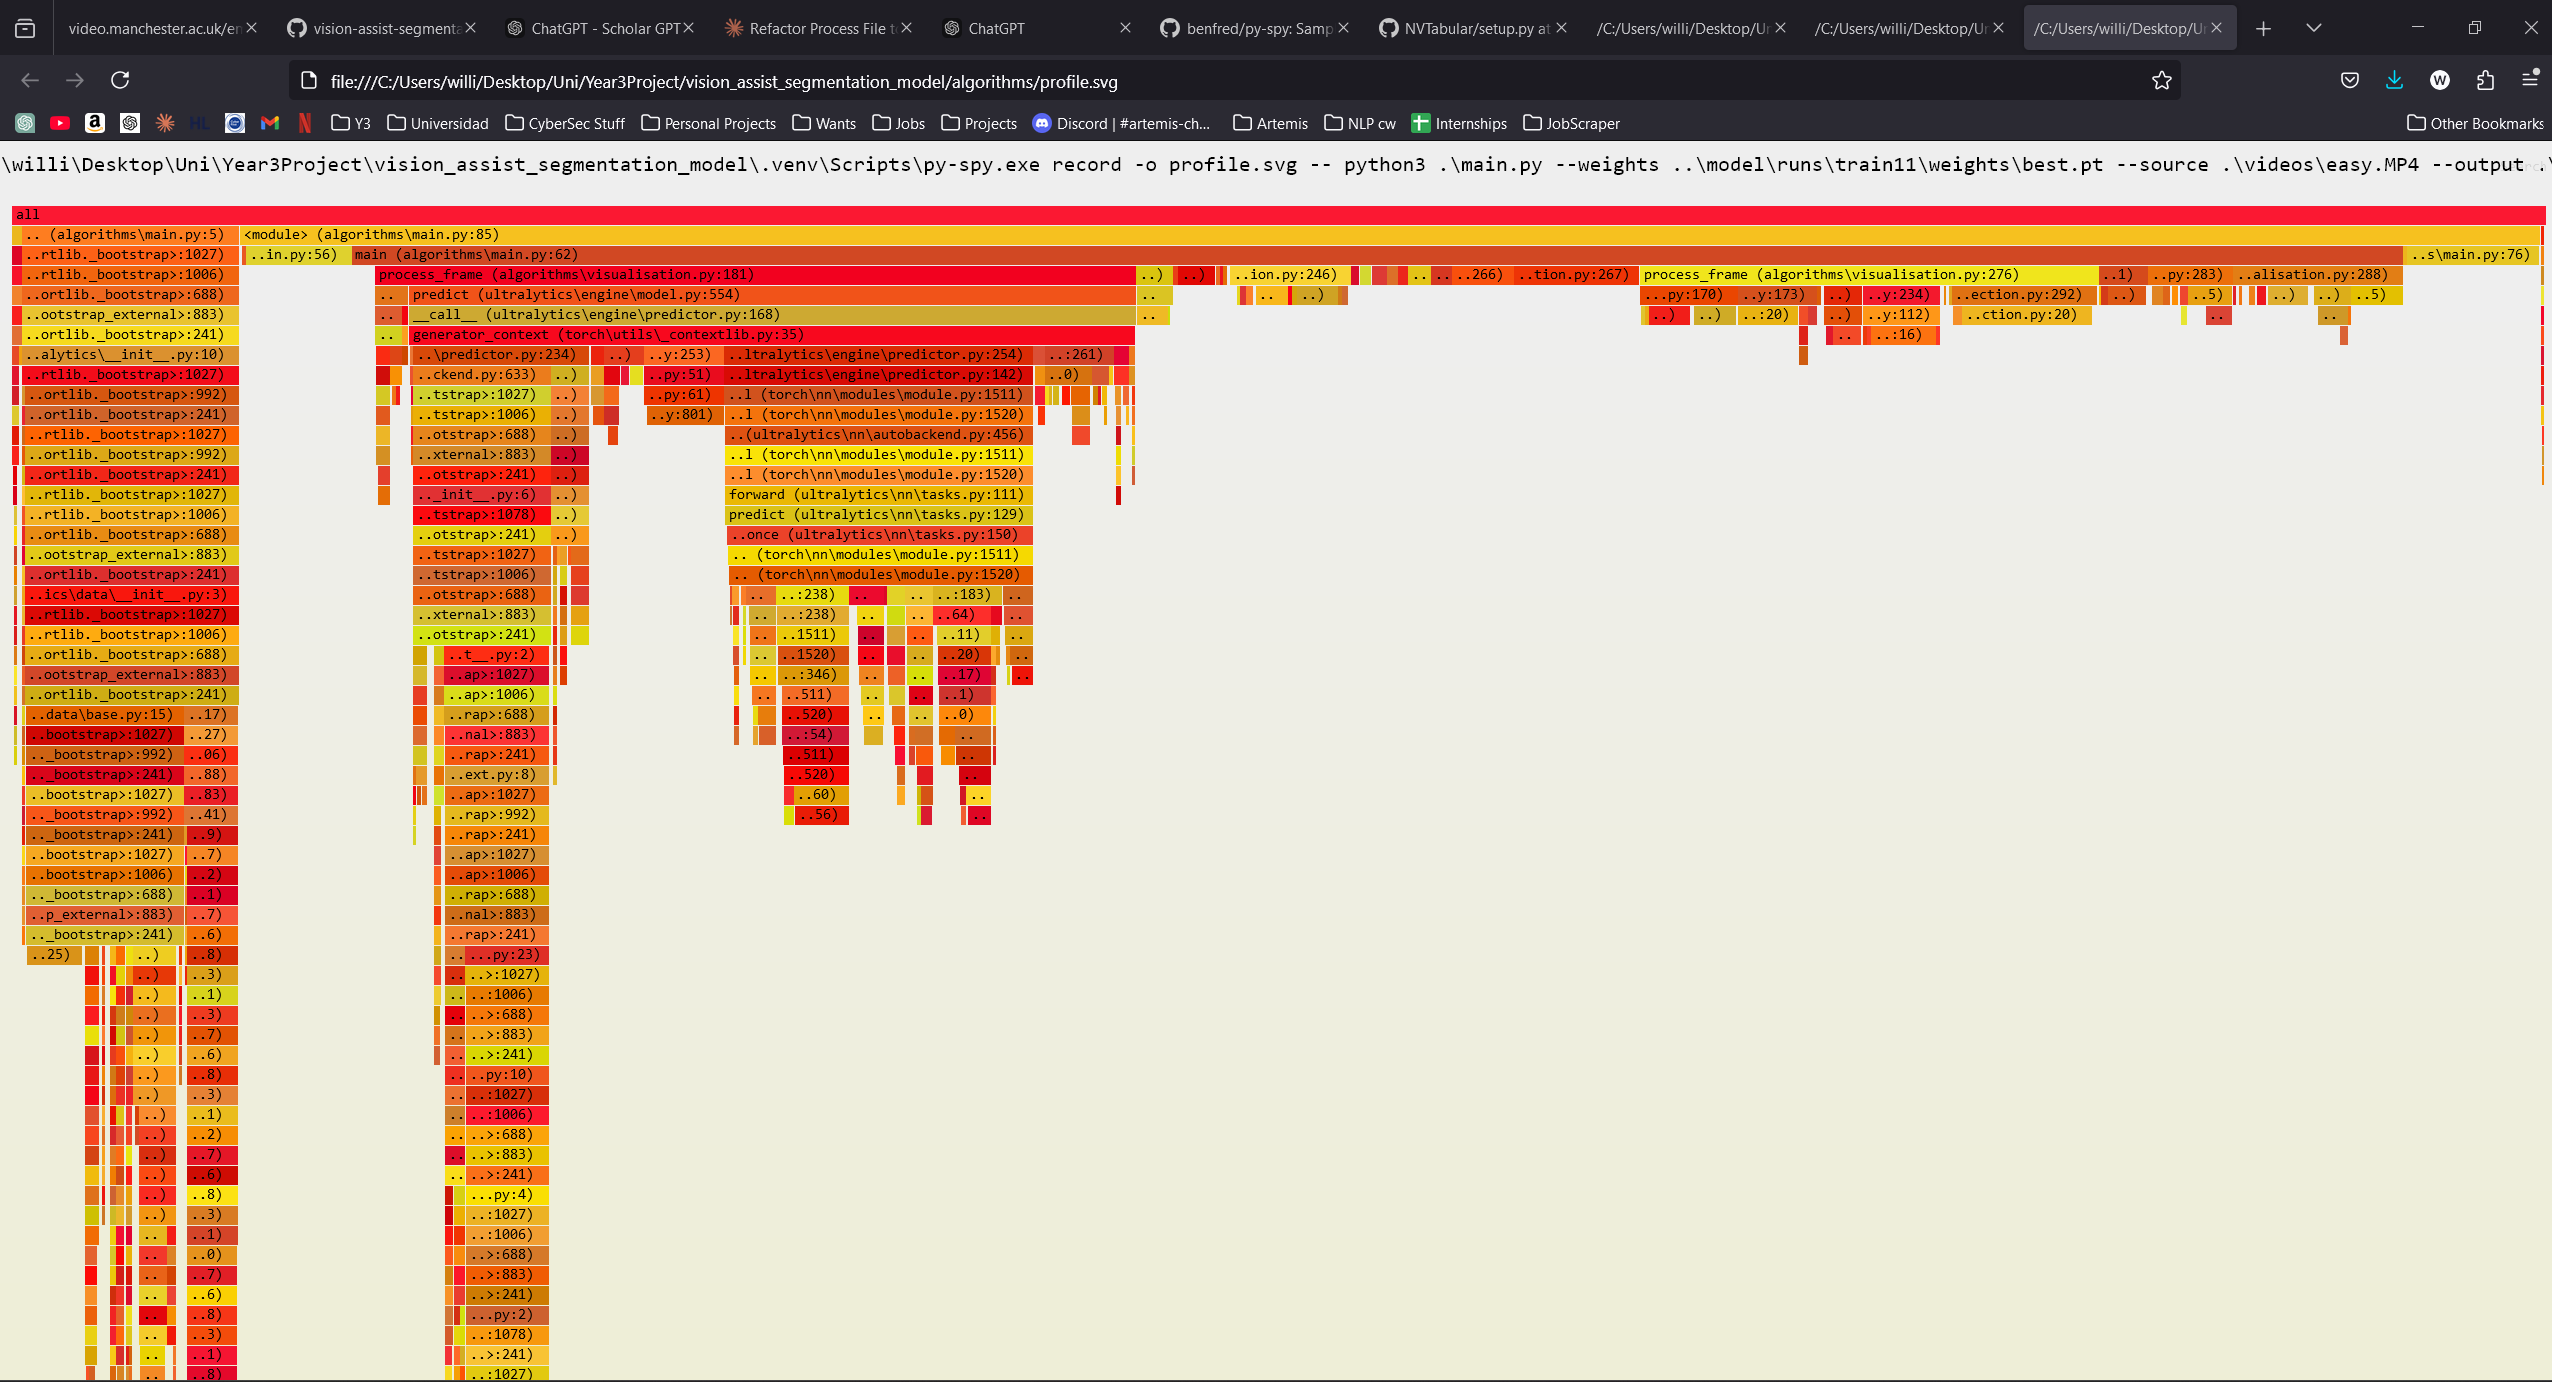 video.manchester.ac.uk/en
vision-assist-segmenta
ChatGPT - Scholar GPT
Refactor Process File to
ChatGPT
benfred/py-spy: Samp
NVTabular/setup.py at
/C:/Users/willi/Desktop/Ur
/C:/Users/willi/Desktop/Ur
/C:/Users/willi/Desktop/Ur
file:///C:/Users/willi/Desktop/Uni/Year3Project/vision_assist_segmentation_model/algorithms/profile.svg
Y3 Universidad CyberSec Stuff Personal Projects Wants Jobs Projects Discord | #artemis-ch... Artemis NLP cw Internships JobScraper Other Bookmarks
\willi\Desktop\Uni\Year3Project\vision_assist_segmentation_model\.venv\Scripts\py-spy.exe record -o profile.svg -- python3 .\main.py --weights ..\model\runs\train11\weights\best.pt --source .\videos\easy.MP4 --output .\
all
.. (algorithms\main.py:5) <module> (algorithms\main.py:85)
..rtlib._bootstrap>:1027) ..in.py:56) main (algorithms\main.py:62) ..s\main.py:76)
..rtlib._bootstrap>:1006) process_frame (algorithms\visualisation.py:181) ..) ..) ..ion.py:246) .. .. ..266) ..tion.py:267) process_frame (algorithms\visualisation.py:276) ..1) ..py:283) ..alisation.py:288)
..ortlib._bootstrap>:688) .. predict (ultralytics\engine\model.py:554) .. .. ..) ...py:170) ..y:173) ..) ..y:234) ..ection.py:292) ..) ..5) ..) ..) ..5)
..ootstrap_external>:883) .. __call__ (ultralytics\engine\predictor.py:168) .. ..) ..) ..:20) ..) ..y:112) ..ction.py:20) .. ..
..ortlib._bootstrap>:241) .. generator_context (torch\utils\_contextlib.py:35) .. ..:16)
..alytics\__init__.py:10) ..\predictor.py:234) ..) ..y:253) ..ltralytics\engine\predictor.py:254) ..:261)
..rtlib._bootstrap>:1027) ..ckend.py:633) ..) ..py:51) ..ltralytics\engine\predictor.py:142) ..0)
..ortlib._bootstrap>:992) ..tstrap>:1027) ..) ..py:61) ..l (torch\nn\modules\module.py:1511)
..ortlib._bootstrap>:241) ..tstrap>:1006) ..) ..y:801) ..l (torch\nn\modules\module.py:1520)
..rtlib._bootstrap>:1027) ..otstrap>:688) ..) ..(ultralytics\nn\autobackend.py:456)
..ortlib._bootstrap>:992) ..xternal>:883) ..) ..l (torch\nn\modules\module.py:1511)
..ortlib._bootstrap>:241) ..otstrap>:241) ..) ..l (torch\nn\modules\module.py:1520)
..rtlib._bootstrap>:1027) .._init__.py:6) ..) forward (ultralytics\nn\tasks.py:111)
..rtlib._bootstrap>:1006) ..tstrap>:1078) ..) predict (ultralytics\nn\tasks.py:129)
..ortlib._bootstrap>:688) ..otstrap>:241) ..) ..once (ultralytics\nn\tasks.py:150)
..ootstrap_external>:883) ..tstrap>:1027) .. (torch\nn\modules\module.py:1511)
..ortlib._bootstrap>:241) ..tstrap>:1006) .. (torch\nn\modules\module.py:1520)
..ics\data\__init__.py:3) ..otstrap>:688) .. ..:238) .. .. ..:183) ..
..rtlib._bootstrap>:1027) ..xternal>:883) .. ..:238) .. .. ..64) ..
..rtlib._bootstrap>:1006) ..otstrap>:241) .. ..1511) .. .. ..11) ..
..ortlib._bootstrap>:688) ..t__.py:2) .. ..1520) .. .. ..20) ..
..ootstrap_external>:883) ..ap>:1027) .. ..:346) .. .. ..17) ..
..ortlib._bootstrap>:241) ..ap>:1006) .. ..511) .. .. ..1)
..data\base.py:15) ..17) ..rap>:688) ..520) .. .. ..0)
..bootstrap>:1027) ..27) ..nal>:883) ..:54) ..
.._bootstrap>:992) ..06) ..rap>:241) ..511) ..
.._bootstrap>:241) ..88) ..ext.py:8) ..520) ..
..bootstrap>:1027) ..83) ..ap>:1027) ..60) ..
.._bootstrap>:992) ..41) ..rap>:992) ..56) ..
.._bootstrap>:241) ..9) ..rap>:241)
..bootstrap>:1027) ..7) ..ap>:1027)
..bootstrap>:1006) ..2) ..ap>:1006)
.._bootstrap>:688) ..1) ..rap>:688)
..p_external>:883) ..7) ..nal>:883)
.._bootstrap>:241) ..6) ..rap>:241)
..25) ..) ..8) .. ...py:23)
..) ..3) .. ..>:1027)
..) ..1) .. ..:1006)
..) ..3) .. ..>:688)
..) ..7) .. ..>:883)
..) ..6) .. ..>:241)
..) ..8) .. ..py:10)
..) ..3) .. ..:1027)
..) ..1) .. ..:1006)
..) ..2) .. ..>:688)
..) ..7) .. ..>:883)
..) ..6) .. ..>:241)
..) ..8) ...py:4)
..) ..3) ..:1027)
.. ..1) ..:1006)
.. ..0) ..>:688)
.. ..7) ..>:883)
.. ..6) ..>:241)
.. ..8) ...py:2)
.. ..3) ..:1078)
.. ..1) ..>:241)
.. ..8) ..:1027)